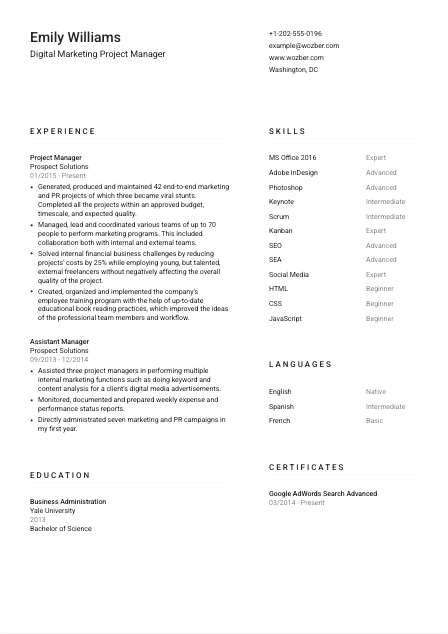 Emily Williams
Digital Marketing Project Manager
+1-202-555-0196
example@wozber.com
www.wozber.com
Washington, DC
EXPERIENCE
Project Manager
Prospect Solutions
01/2015 - Present
• Generated, produced and maintained 42 end-to-end marketing
and PR projects of which three became viral stunts.
Completed all the projects within an approved budget,
timescale, and expected quality.
• Managed, lead and coordinated various teams of up to 70
people to perform marketing programs. This included
collaboration both with internal and external teams.
• Solved internal financial business challenges by reducing
projects' costs by 25% while employing young, but talented,
external freelancers without negatively affecting the overall
quality of the project.
• Created, organized and implemented the company's
employee training program with the help of up-to-date
educational book reading practices, which improved the ideas
of the professional team members and workflow.
Assistant Manager
Prospect Solutions
09/2013 - 12/2014
• Assisted three project managers in performing multiple
internal marketing functions such as doing keyword and
content analysis for a client's digital media advertisements.
• Monitored, documented and prepared weekly expense and
performance status reports.
• Directly administrated seven marketing and PR campaigns in
my first year.
EDUCATION
Business Administration
Yale University
2013
Bachelor of Science
SKILLS
MS Office 2016 Expert
Adobe InDesign Advanced
Photoshop Advanced
Keynote Intermediate
Scrum Intermediate
Kanban Expert
SEO Advanced
SEA Advanced
Social Media Expert
HTML Beginner
CSS Beginner
JavaScript Beginner
LANGUAGES
English Native
Spanish Intermediate
French Basic
CERTIFICATES
Google AdWords Search Advanced
03/2014 - Present